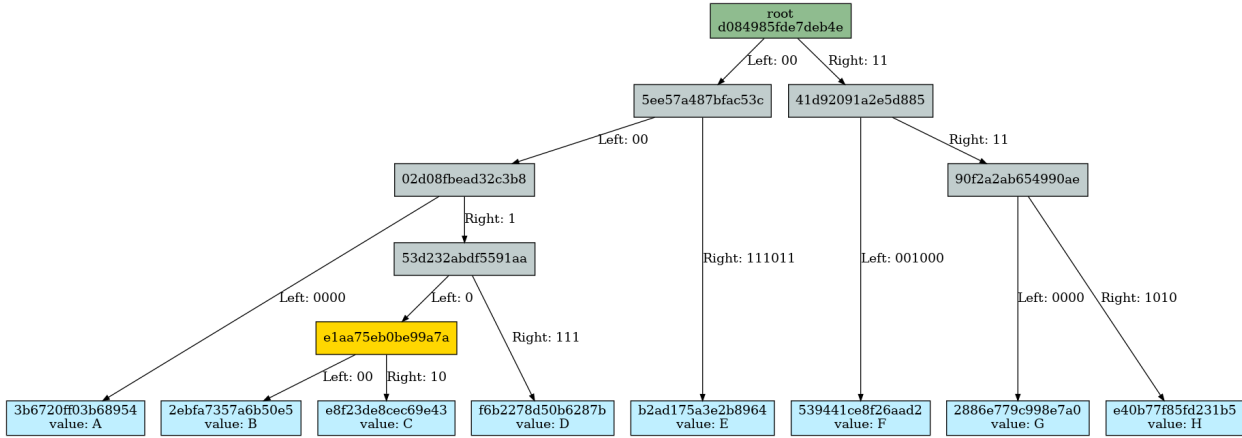 root
d084985fde7deb4e
Left: 00
Right: 11
5ee57a487bfac53c
41d92091a2e5d885
Left: 00
Right: 11
02d08fbead32c3b8
90f2a2ab654990ae
Right: 1
53d232abdf5591aa
Right: 111011
Left: 001000
Left: 0000
Left: 0
Left: 0000
Right: 1010
e1aa75eb0be99a7a
Right: 111
Left: 00
Right: 10
3b6720ff03b68954
value: A
2ebfa7357a6b50e5
value: B
e8f23de8cec69e43
value: C
f6b2278d50b6287b
value: D
b2ad175a3e2b8964
value: E
539441ce8f26aad2
value: F
2886e779c998e7a0
value: G
e40b77f85fd231b5
value: H